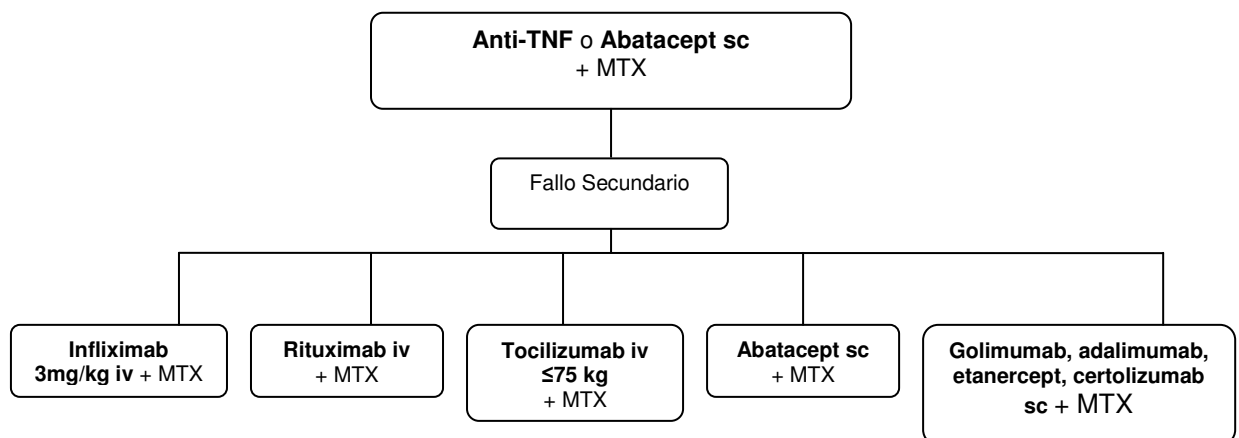 Anti-TNF o Abatacept sc
+ MTX
Fallo Secundario
Infliximab
3mg/kg iv + MTX
Rituximab iv
+ MTX
Tocilizumab iv
≤75 kg
+ MTX
Abatacept sc
+ MTX
Golimumab, adalimumab,
etanercept, certolizumab
sc + MTX